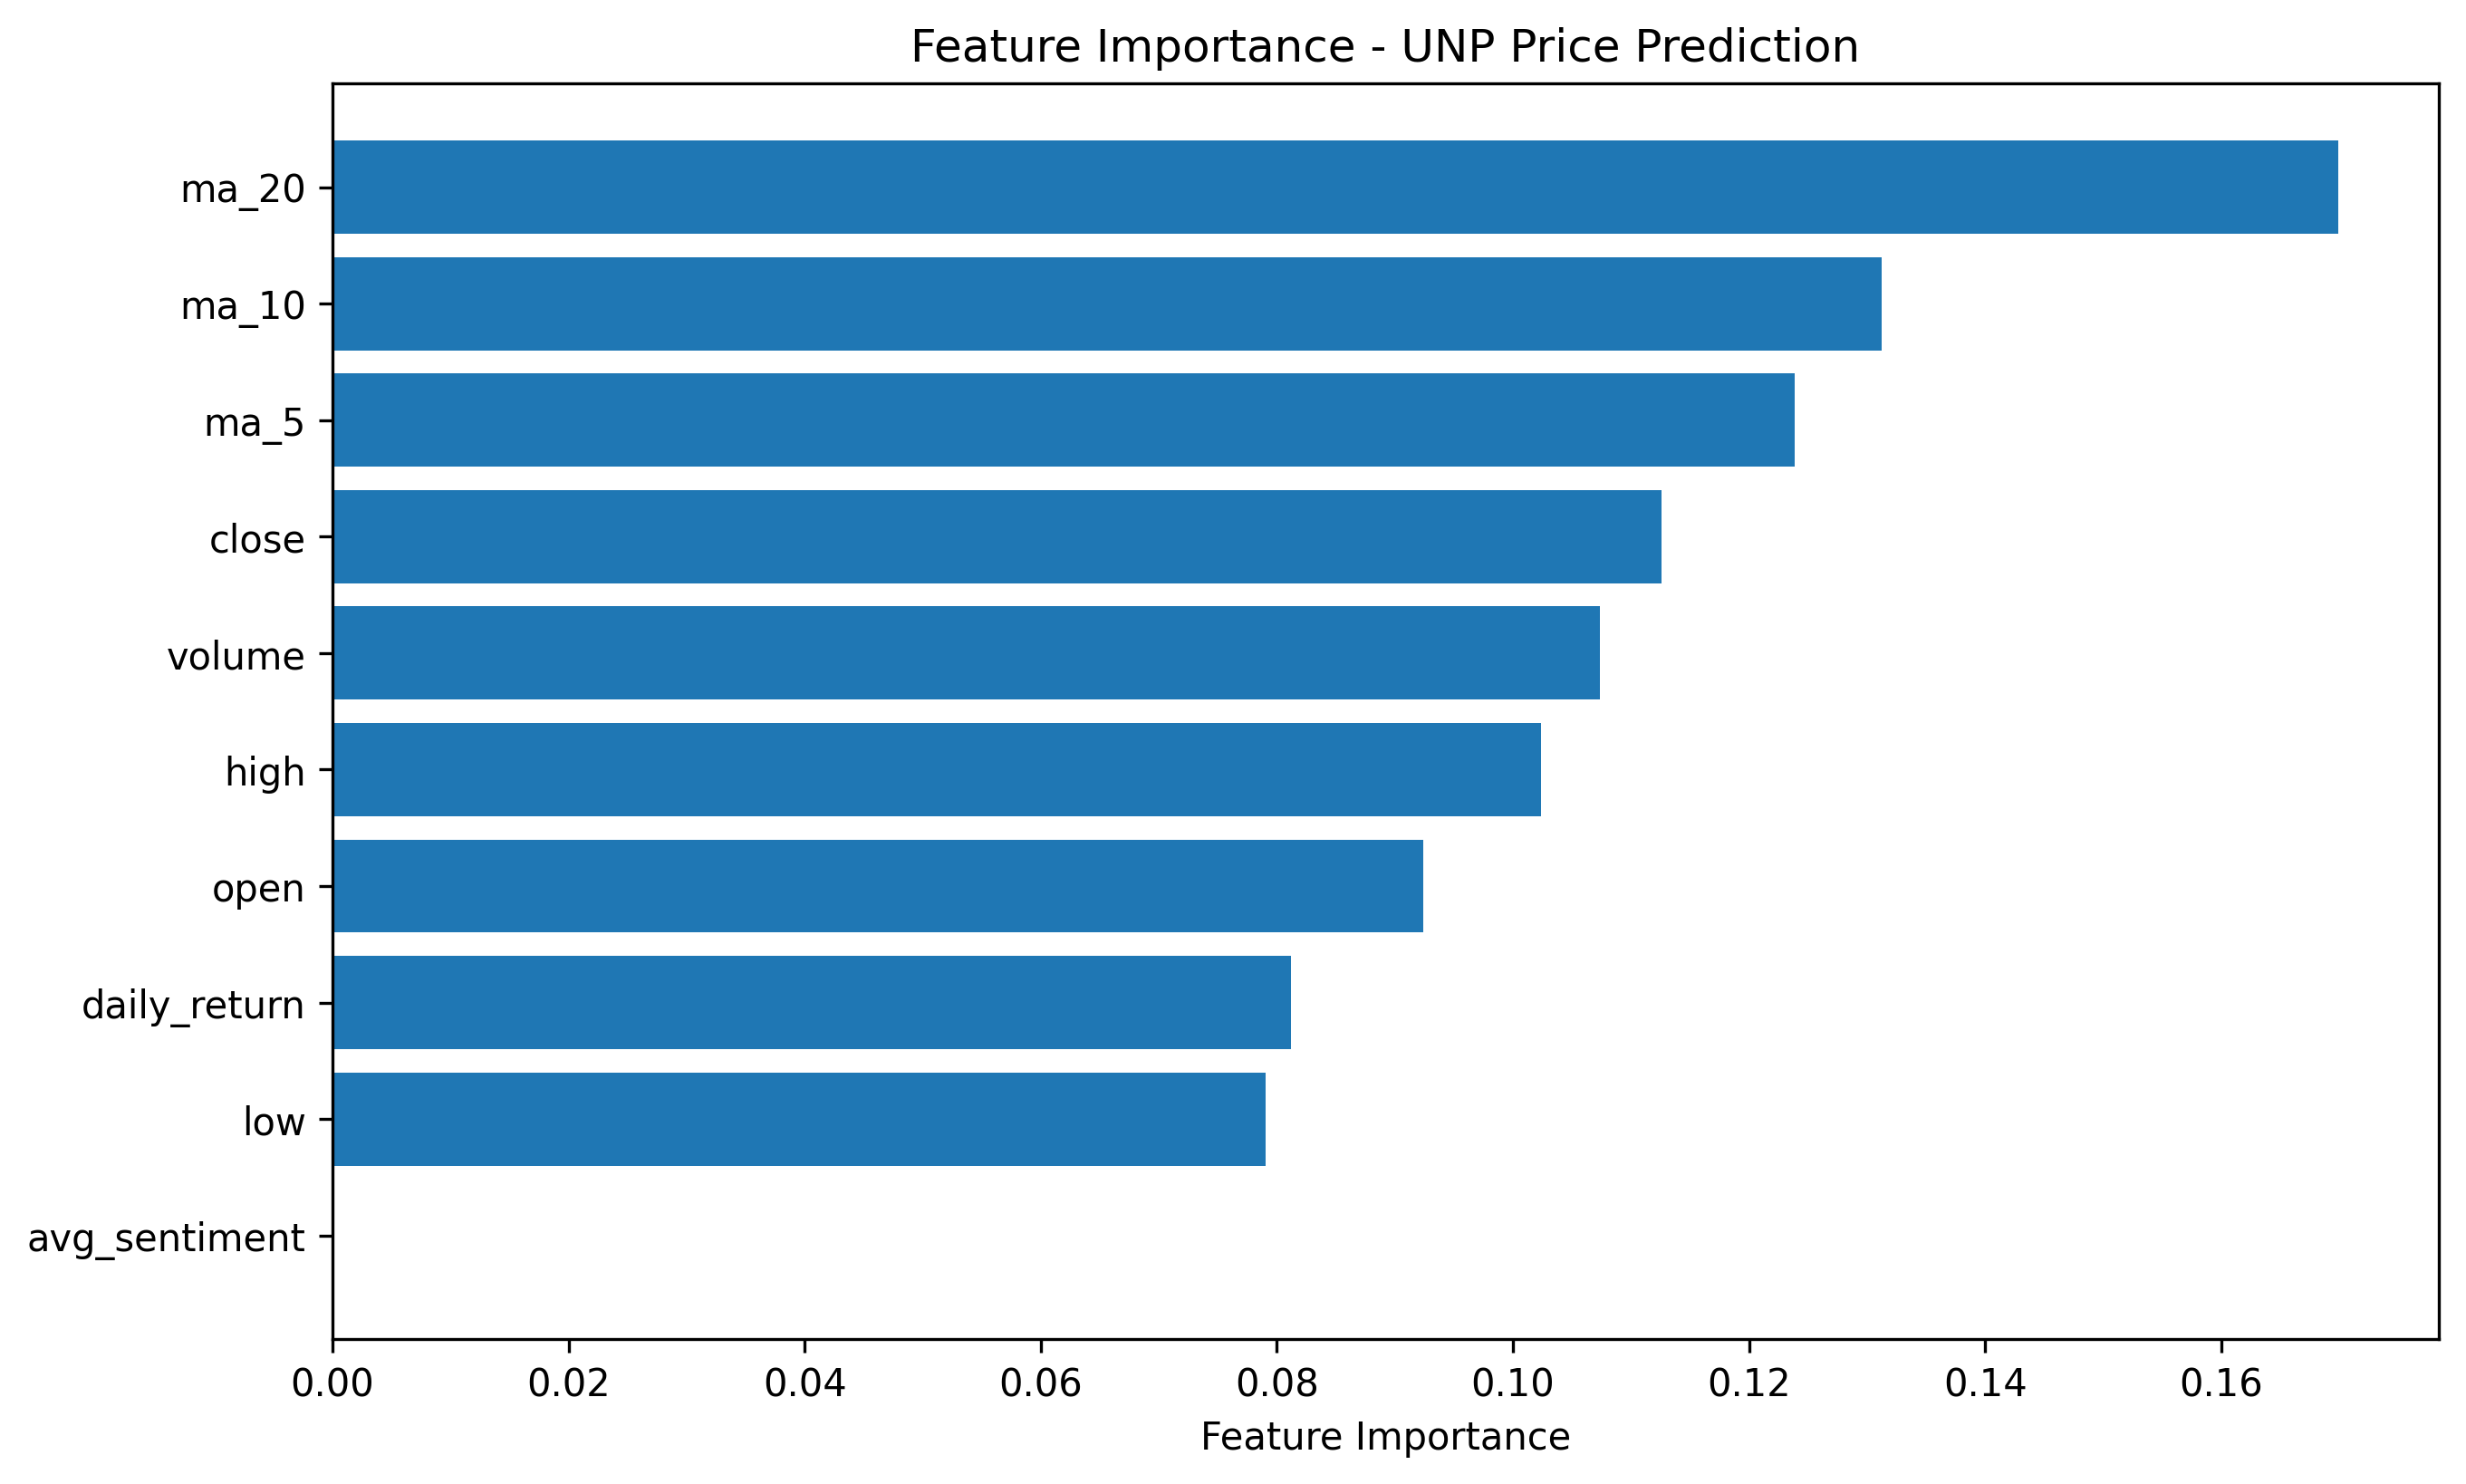 Feature Importance - UNP Price Prediction
ma_20
ma_10
ma_5
close
volume
high
open
daily_return
low
avg_sentiment
0.00 0.02 0.04 0.06 0.08 0.10 0.12 0.14 0.16
Feature Importance